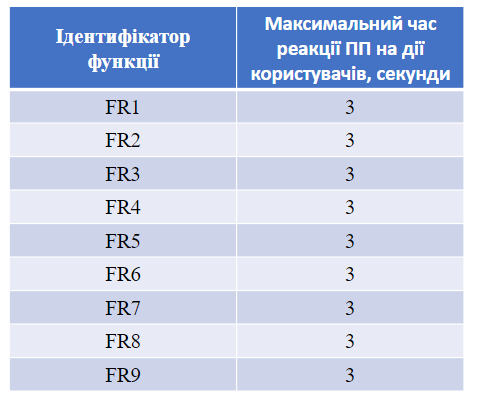 Ідентифікатор
функції
Максимальний час
реакції ПП на дії
користувачів, секунди
FR1 3
FR2 3
FR3 3
FR4 3
FR5 3
FR6 3
FR7 3
FR8 3
FR9 3